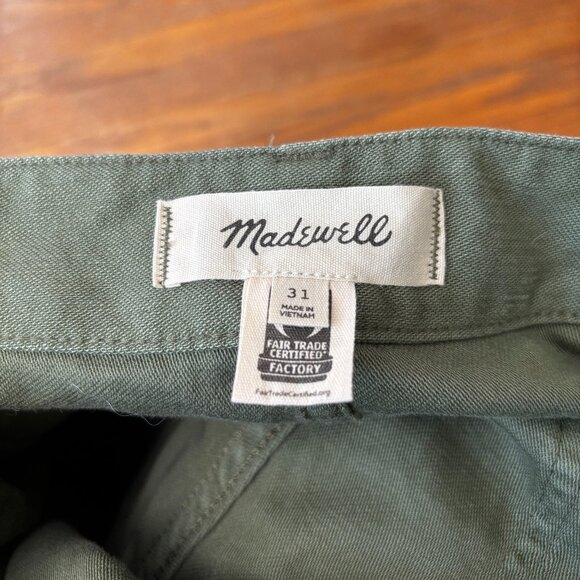 Madewell
31
MADE IN
VIETNAM
FAIR TRADE
CERTIFIED
FACTORY
FairTradeCertified.org